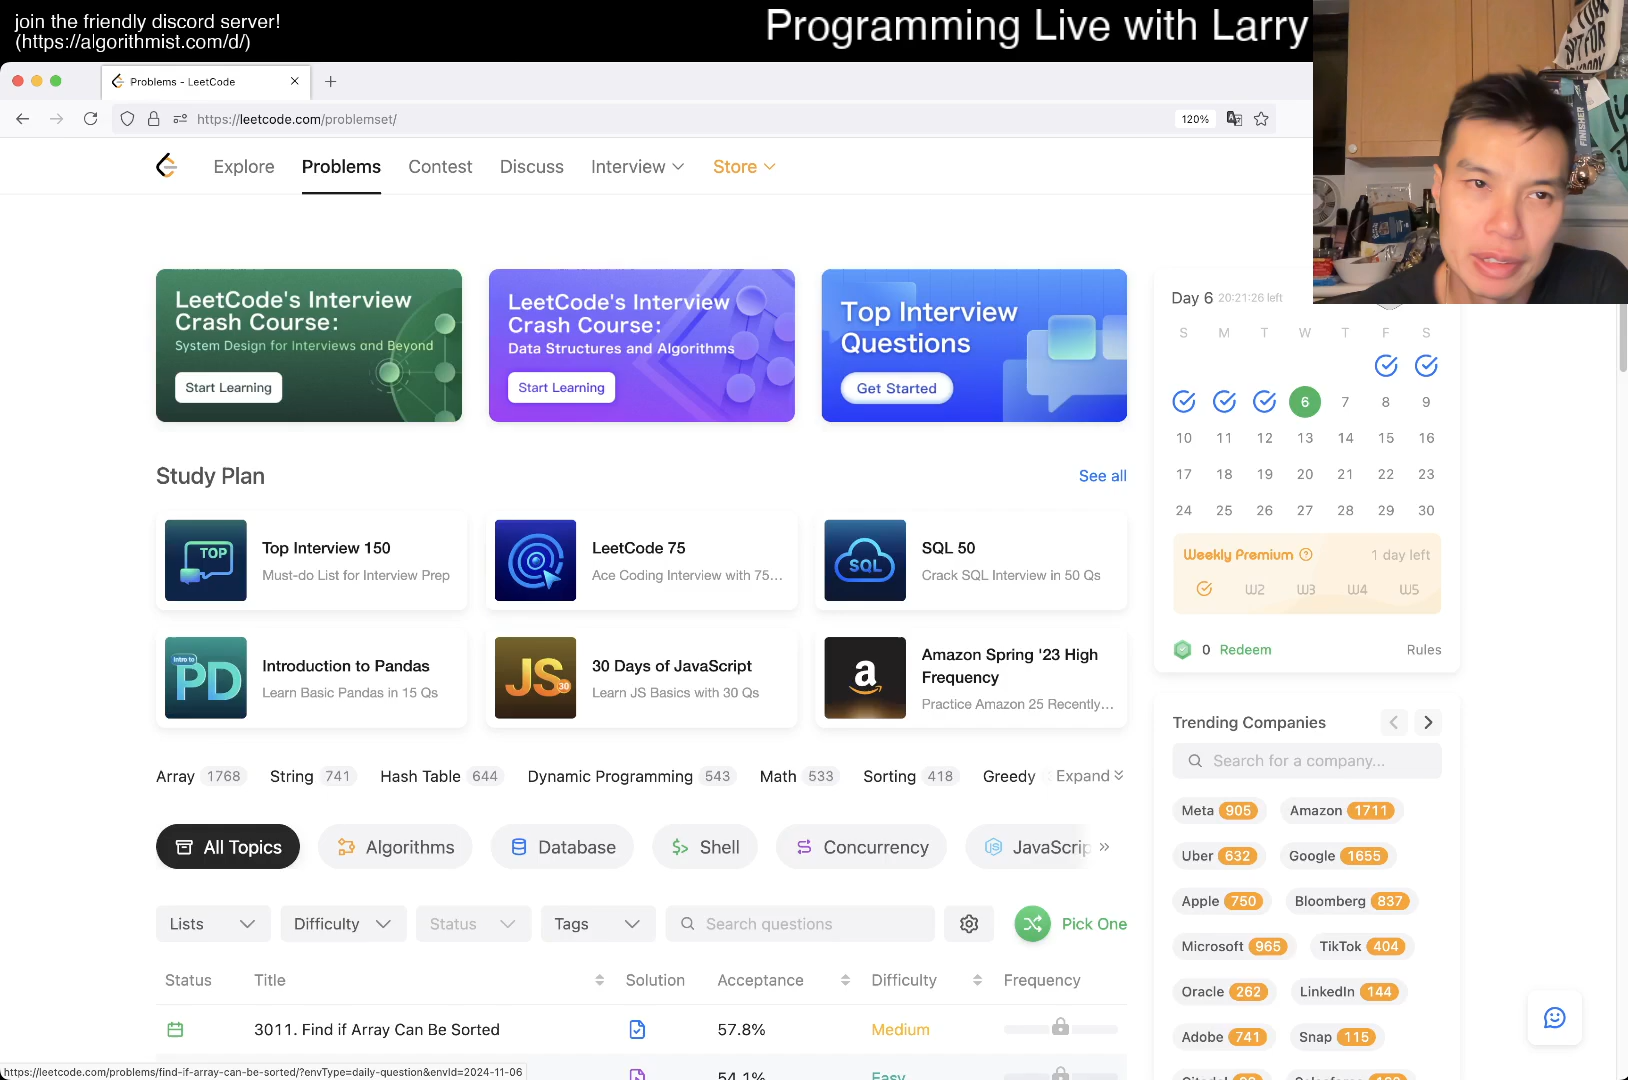 join the friendly discord server!
(https://algorithmist.com/d/)
Programming Live with Larry
Problems - LeetCode
https://leetcode.com/problemset/
120%
Explore
Problems
Contest
Discuss
Interview
Store
LeetCode's Interview
Crash Course:
System Design for Interviews and Beyond
Start Learning
LeetCode's Interview
Crash Course:
Data Structures and Algorithms
Start Learning
Top Interview
Questions
Get Started
Day 6 20:21:26 left
S M T W T F S
6 7 8 9
10 11 12 13 14 15 16
17 18 19 20 21 22 23
24 25 26 27 28 29 30
Weekly Premium 1 day left
W2 W3 W4 W5
0 Redeem Rules
Study Plan
See all
TOP
Top Interview 150
Must-do List for Interview Prep
LeetCode 75
Ace Coding Interview with 75...
SQL
SQL 50
Crack SQL Interview in 50 Qs
Intro to
PD
Introduction to Pandas
Learn Basic Pandas in 15 Qs
JS
30
30 Days of JavaScript
Learn JS Basics with 30 Qs
a
Amazon Spring '23 High
Frequency
Practice Amazon 25 Recently...
Array 1768 String 741 Hash Table 644 Dynamic Programming 543 Math 533 Sorting 418 Greedy Expand
All Topics
Algorithms
Database
Shell
Concurrency
JavaScrip
Lists
Difficulty
Status
Tags
Search questions
Pick One
Status Title Solution Acceptance Difficulty Frequency
3011. Find if Array Can Be Sorted 57.8% Medium
54.1% Easy
Trending Companies
Search for a company...
Meta 905 Amazon 1711
Uber 632 Google 1655
Apple 750 Bloomberg 837
Microsoft 965 TikTok 404
Oracle 262 LinkedIn 144
Adobe 741 Snap 115
https://leetcode.com/problems/find-if-array-can-be-sorted/?envType=daily-question&envId=2024-11-06
FINISHER